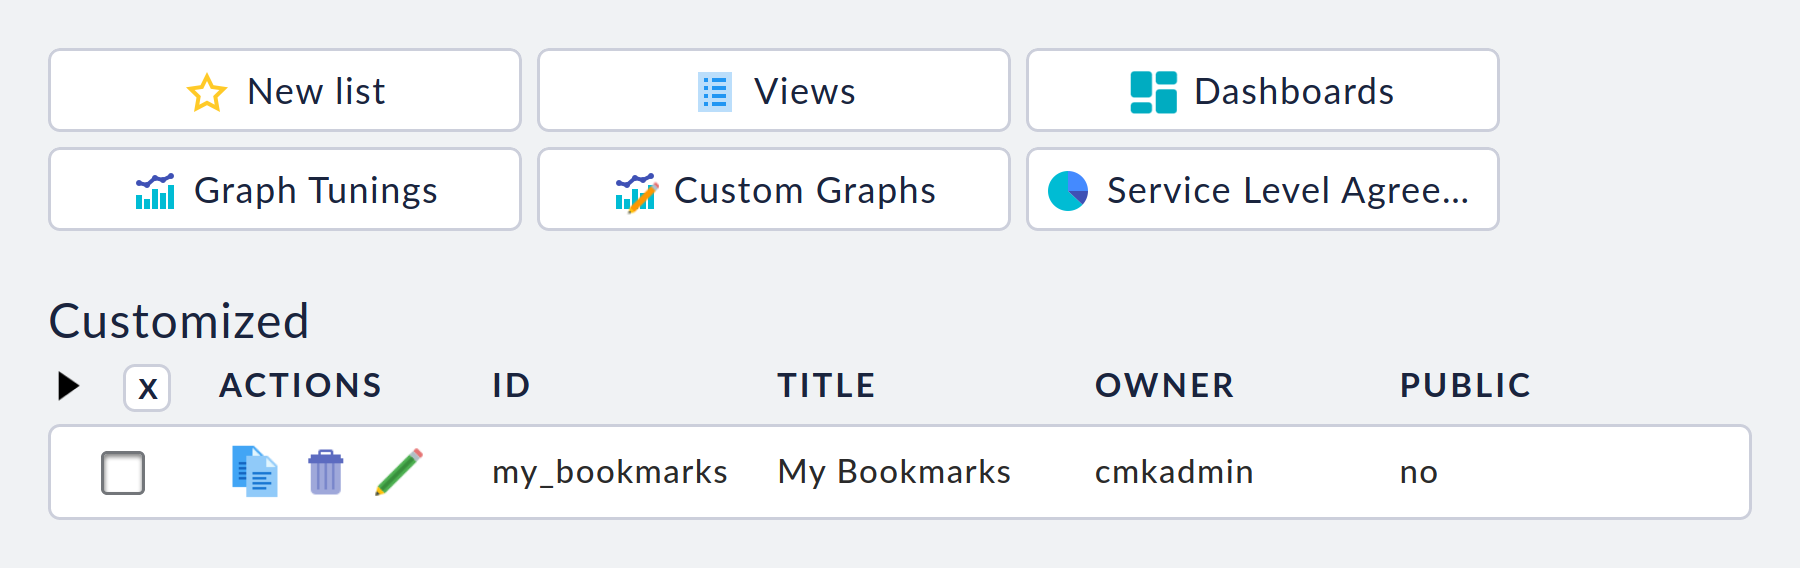 New list Views Dashboards
Graph Tunings Custom Graphs Service Level Agree...
Customized
X ACTIONS ID TITLE OWNER PUBLIC
my_bookmarks My Bookmarks cmkadmin no